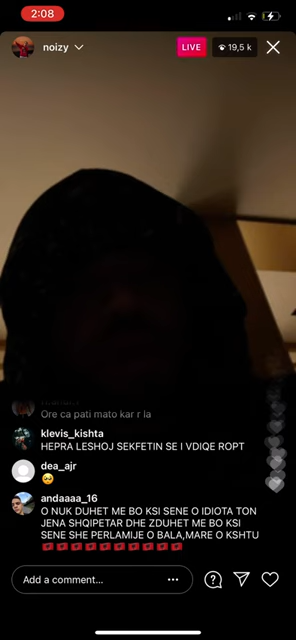 2:08
noizy
LIVE
19,5 k
Ore ca pati mato kar r la
klevis_kishta
HEPRA LESHOJ SEKFETIN SE I VDIQE ROPT
dea_ajr
andaaaa_16
O NUK DUHET ME BO KSI SENE O IDIOTA TON
JENA SHQIPETAR DHE ZDUHET ME BO KSI
SENE SHE PERLAMIJE O BALA,MARE O KSHTU
Add a comment...